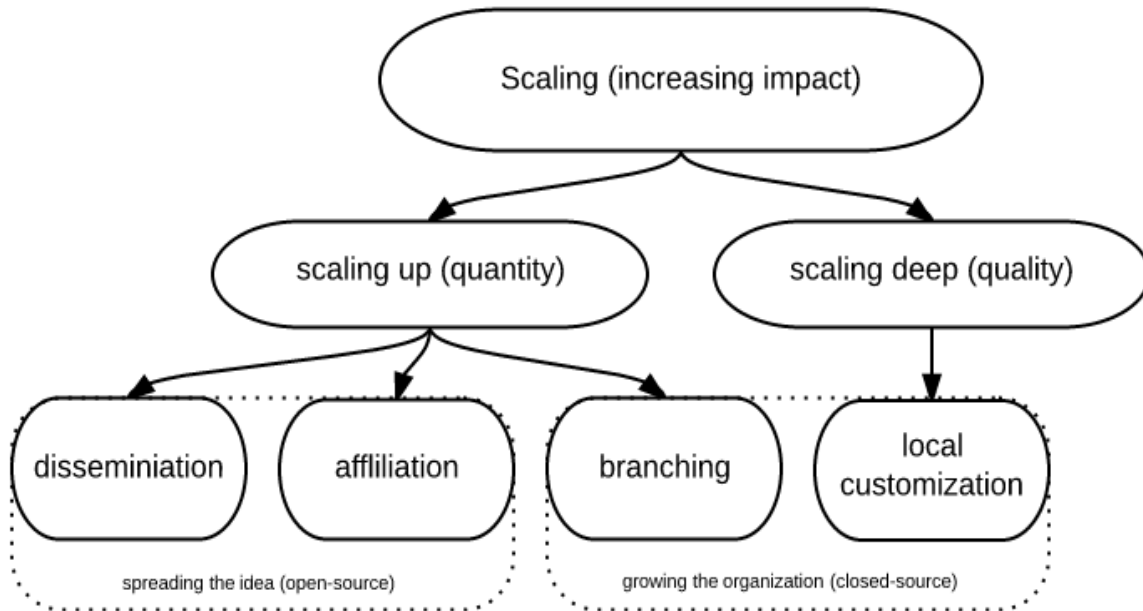 Scaling (increasing impact)
scaling up (quantity)
scaling deep (quality)
disseminiation
affliliation
branching
local
customization
spreading the idea (open-source)
growing the organization (closed-source)